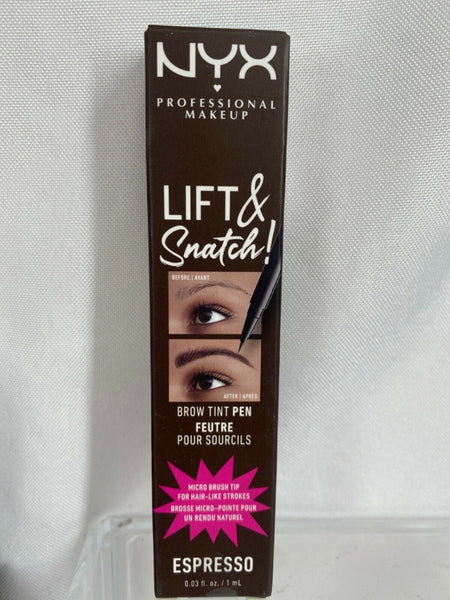 NYX
PROFESSIONAL
MAKEUP
LIFT&
Snatch!
BEFORE | AVANT
AFTER | APRÈS
BROW TINT PEN
FEUTRE
POUR SOURCILS
MICRO BRUSH TIP
FOR HAIR-LIKE STROKES
BROSSE MICRO-POINTE POUR
UN RENDU NATUREL
ESPRESSO
0.03 fl. oz. / 1 mL